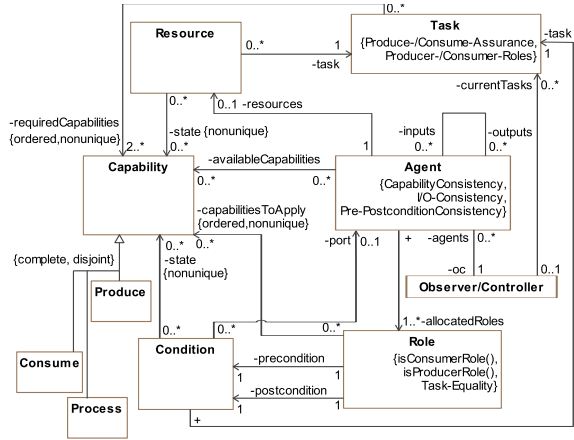 0..*
Resource
Task
{Produce-/Consume-Assurance,
Producer-/Consumer-Roles}
0..*
1
-task
-task
1
-currentTasks
0..*
0..*
0..1
-resources
-requiredCapabilities
{ordered,nonunique}
2..*
-state {nonunique}
0..*
1
-inputs
0..*
-outputs
0..*
Capability
-availableCapabilities
0..*
0..*
Agent
{CapabilityConsistency,
I/O-Consistency,
Pre-PostconditionConsistency}
-capabilitiesToApply
{ordered,nonunique}
0..*
0..*
-state
{nonunique}
-port
0..1
+
-agents
0..*
{complete, disjoint}
-oc
1
0..1
Produce
Observer/Controller
0..*
0..*
0..*
1..*
-allocatedRoles
Consume
Condition
Role
{isConsumerRole(),
isProducerRole(),
Task-Equality}
-precondition
1
1
-postcondition
1
1
Process
+